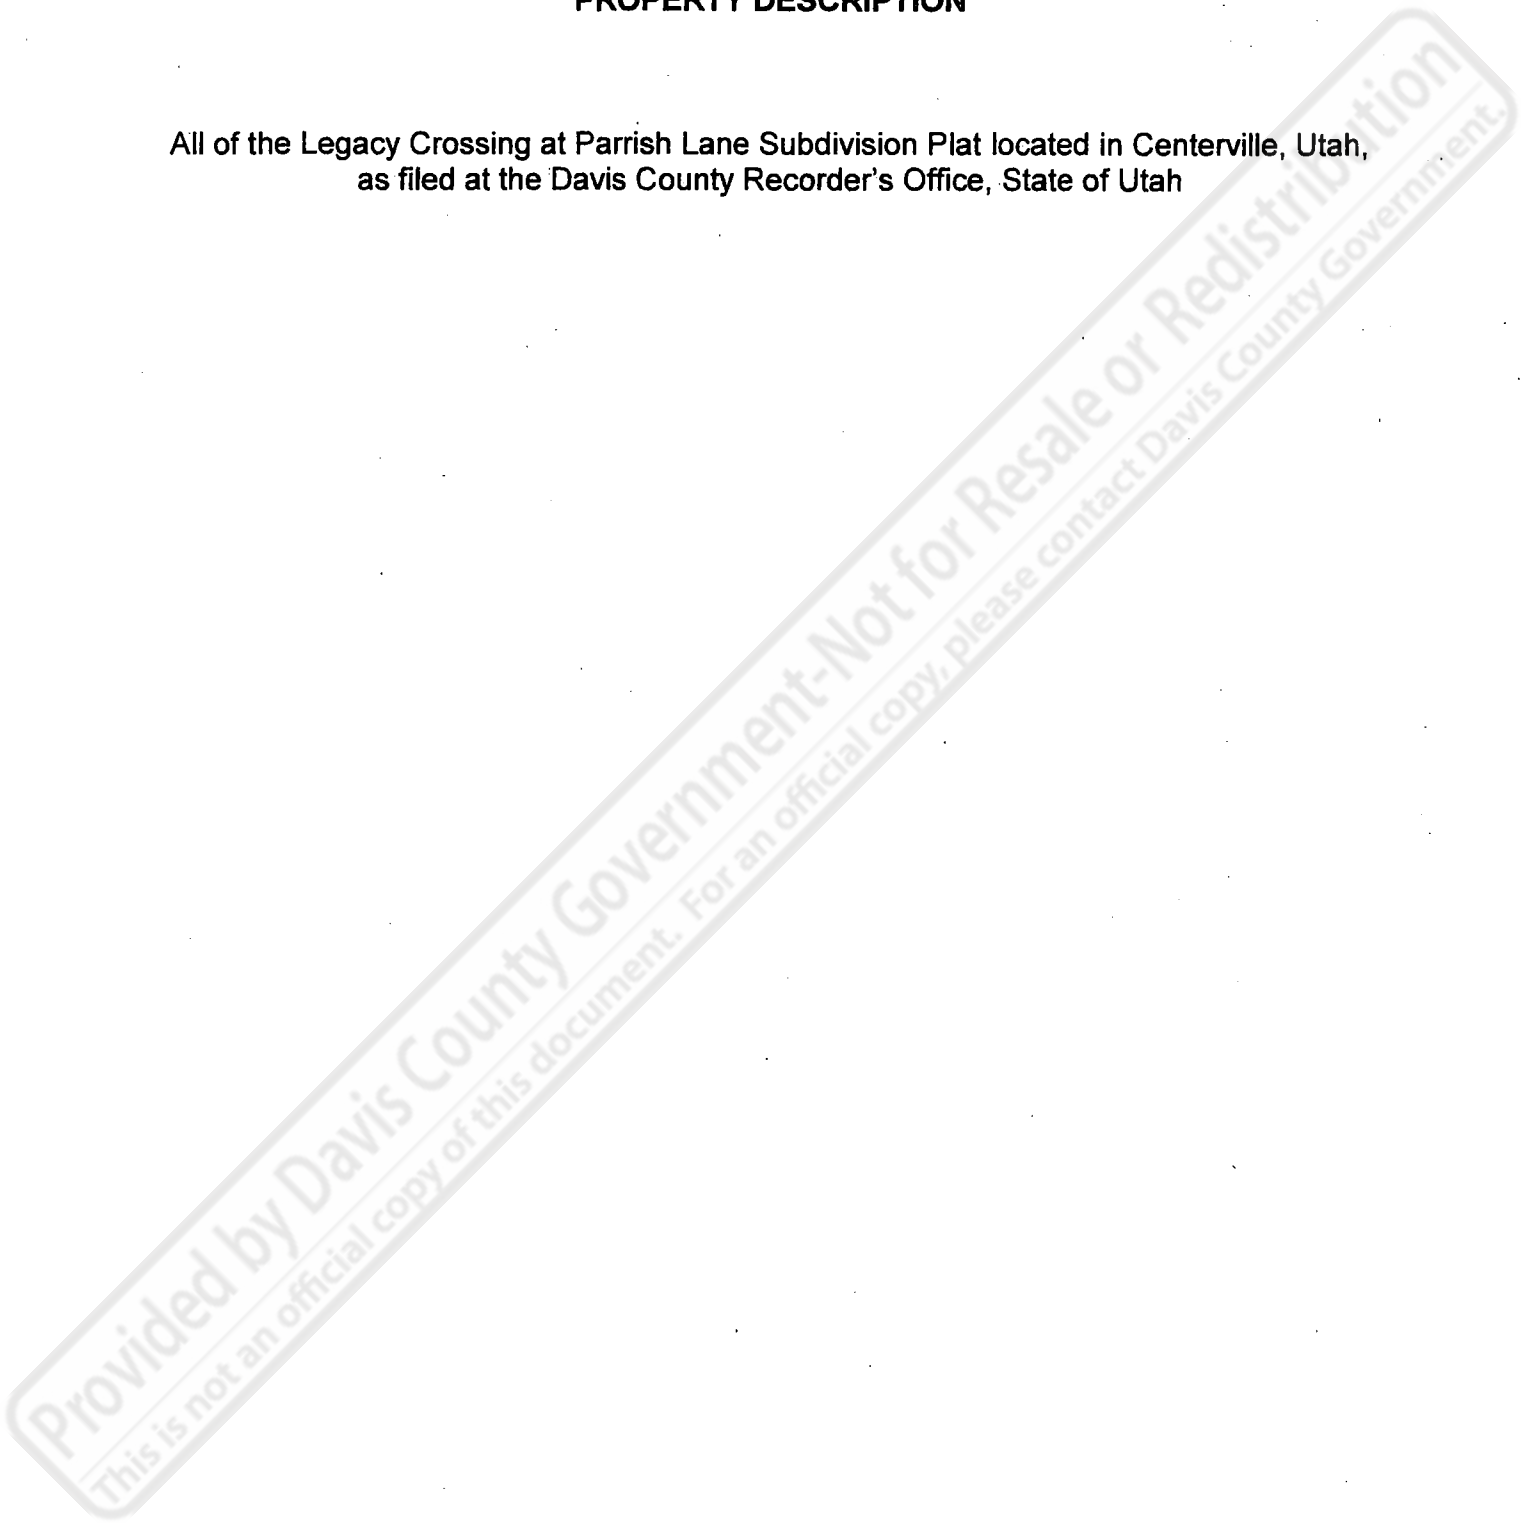 PROPERTY DESCRIPTION
All of the Legacy Crossing at Parrish Lane Subdivision Plat located in Centerville, Utah,
as filed at the Davis County Recorder's Office, State of Utah
Provided by Davis County Government-Not for Resale or Redistribution
This is not an official copy of this document. For an official copy, please contact Davis County Government.